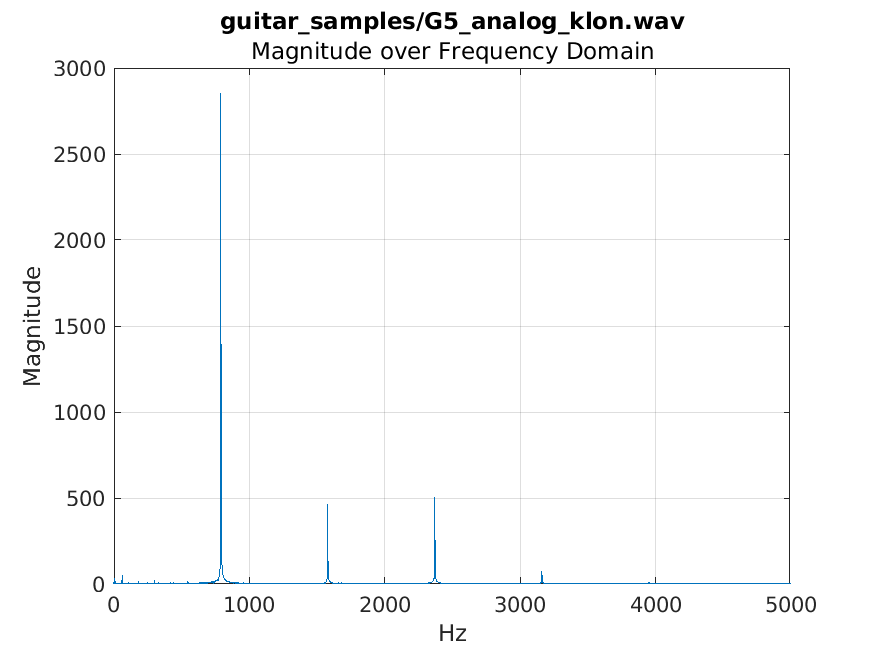 guitar_samples/G5_analog_klon.wav
Magnitude over Frequency Domain
3000
2500
2000
1500
1000
500
0
Magnitude
0 1000 2000 3000 4000 5000
Hz